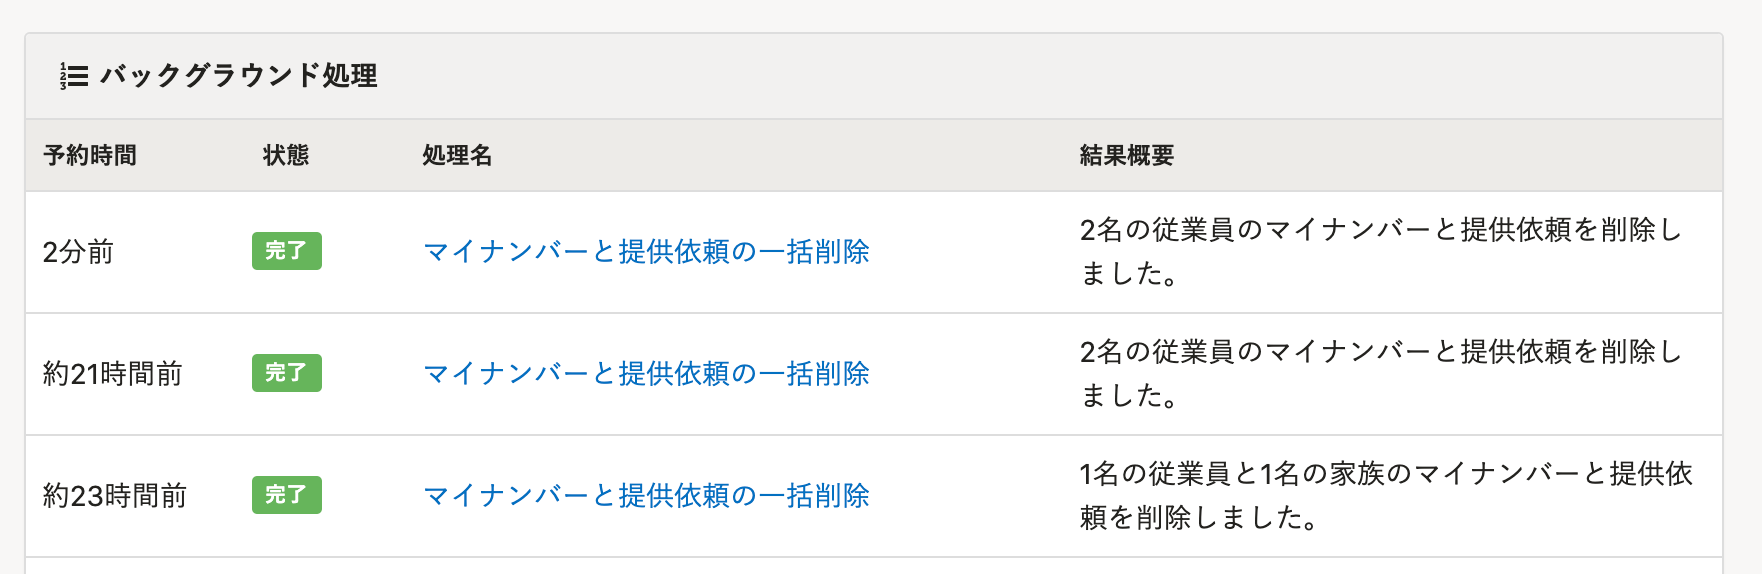 バックグラウンド処理
予約時間 状態 処理名 結果概要
2分前 完了 マイナンバーと提供依頼の一括削除 2名の従業員のマイナンバーと提供依頼を削除し
ました。
約21時間前 完了 マイナンバーと提供依頼の一括削除 2名の従業員のマイナンバーと提供依頼を削除し
ました。
約23時間前 完了 マイナンバーと提供依頼の一括削除 1名の従業員と1名の家族のマイナンバーと提供依
頼を削除しました。